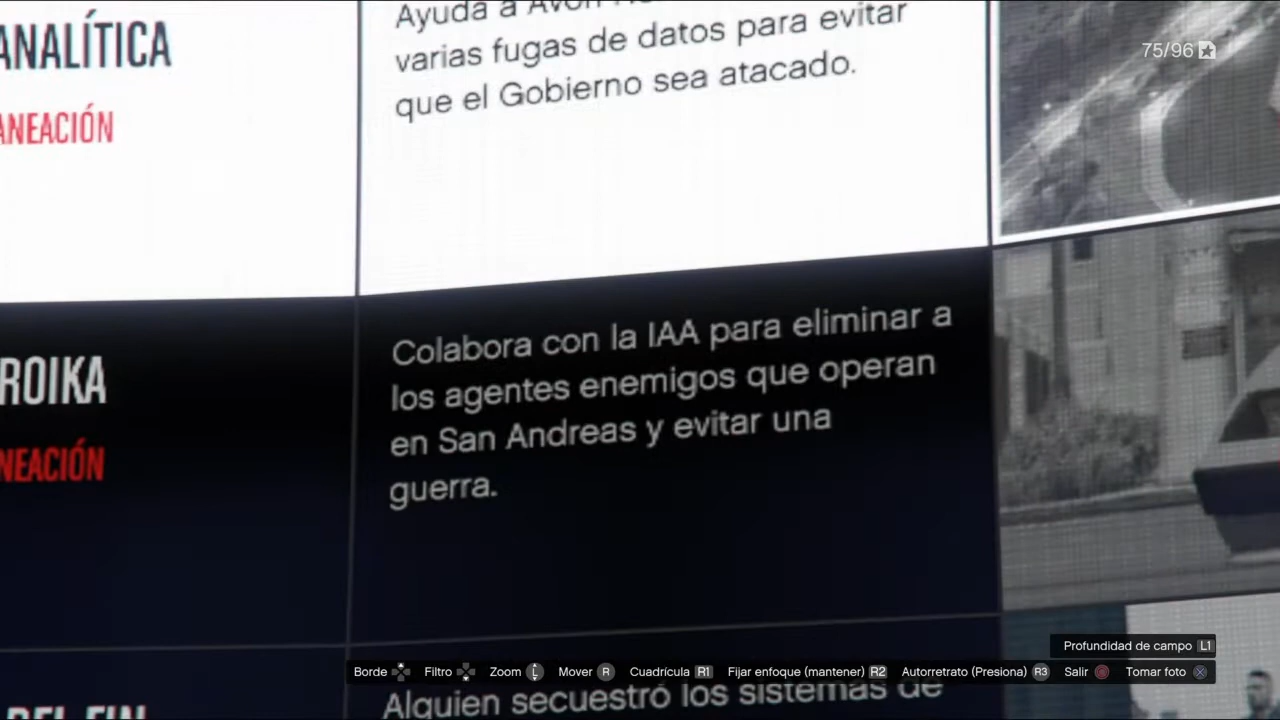 Ayuda a Avon
varias fugas de datos para evitar
que el Gobierno sea atacado.
75/96
ANALÍTICA
ANEACIÓN
Colabora con la IAA para eliminar a
los agentes enemigos que operan
en San Andreas y evitar una
guerra.
ROIKA
NEACIÓN
Profundidad de campo L1
Borde Filtro Zoom L Mover R Cuadrícula R1 Fijar enfoque (mantener) R2 Autorretrato (Presiona) R3 Salir Tomar foto
Alguien secuestró los sistemas de
DEL FIN